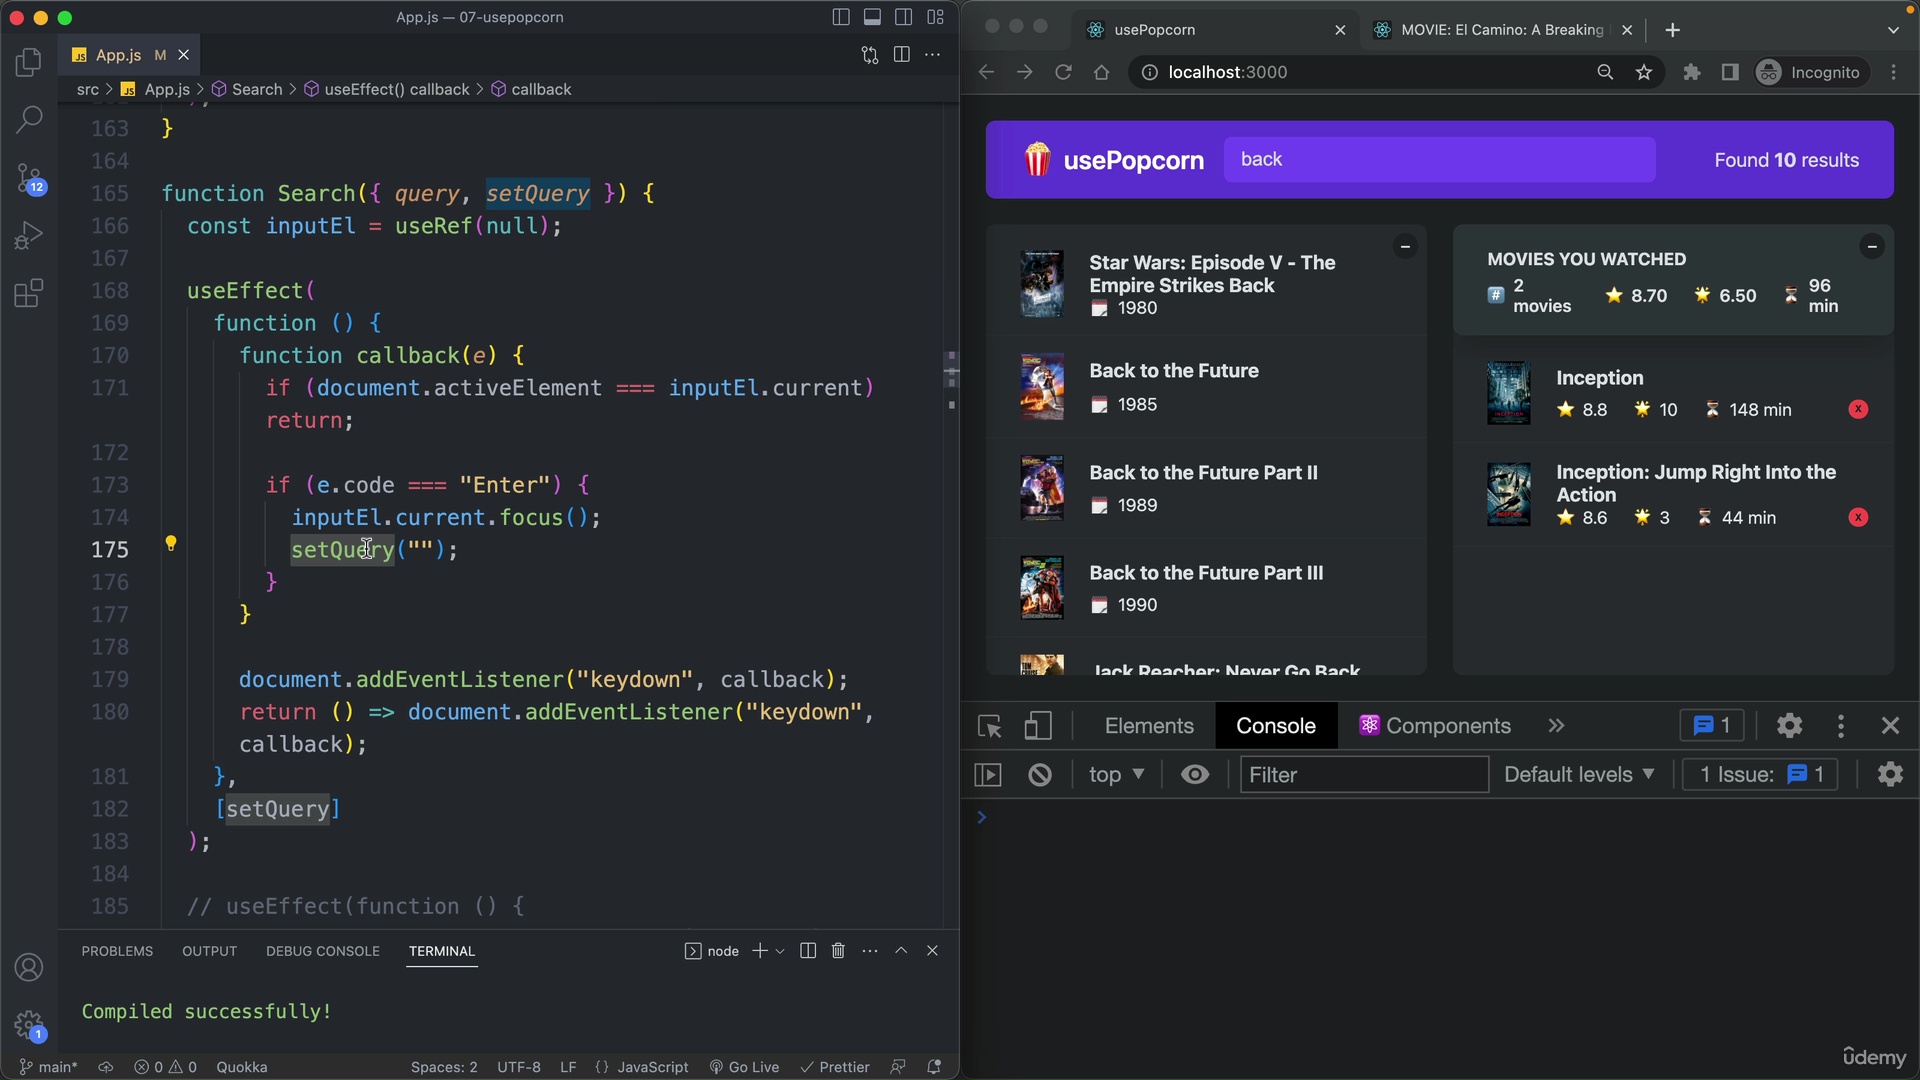 App.js — 07-usepopcorn
JS App.js M
src > JS App.js > Search > useEffect() callback > callback
163 }
164
165 function Search({ query, setQuery }) {
166 const inputEl = useRef(null);
167
168 useEffect(
169 function () {
170 function callback(e) {
171 if (document.activeElement === inputEl.current)
return;
172
173 if (e.code === "Enter") {
174 inputEl.current.focus();
175 setQuery("");
176 }
177 }
178
179 document.addEventListener("keydown", callback);
180 return () => document.addEventListener("keydown",
callback);
181 },
182 [setQuery]
183 );
184
185 // useEffect(function () {
12
1
PROBLEMS OUTPUT DEBUG CONSOLE TERMINAL node
Compiled successfully!
main* 0 0 Quokka Spaces: 2 UTF-8 LF {} JavaScript Go Live Prettier
usePopcorn
MOVIE: El Camino: A Breaking
localhost:3000
Incognito
usePopcorn
back
Found 10 results
Star Wars: Episode V - The
Empire Strikes Back
1980
Back to the Future
1985
Back to the Future Part II
1989
Back to the Future Part III
1990
Jack Reacher: Never Go Back
MOVIES YOU WATCHED
# 2
movies
8.70
6.50
96
min
Inception
8.8 10 148 min
x
Inception: Jump Right Into the
Action
8.6 3 44 min
x
Elements Console Components » 1
top Filter Default levels 1 Issue: 1
>
ûdemy